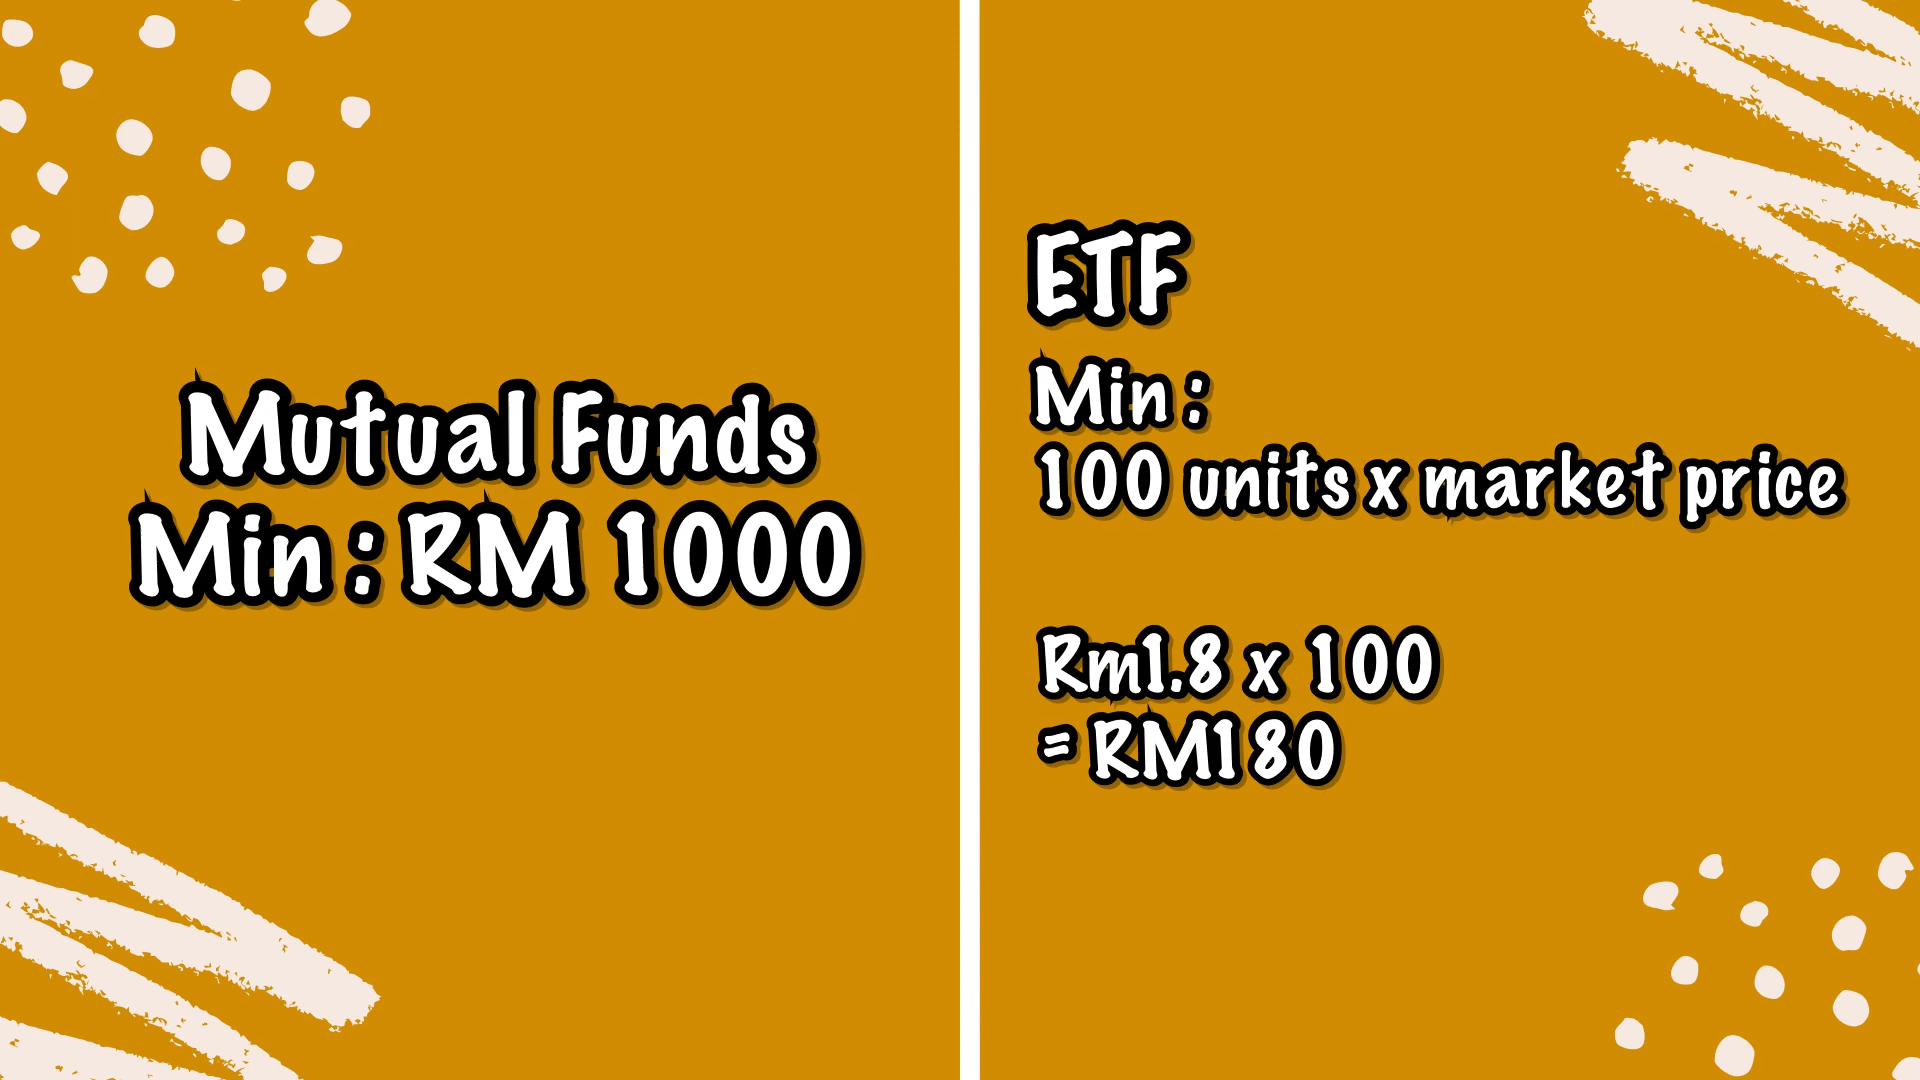 Mutual Funds
Min : RM 1000
ETF
Min :
100 units x market price
Rm1.8 x 100
= RM180